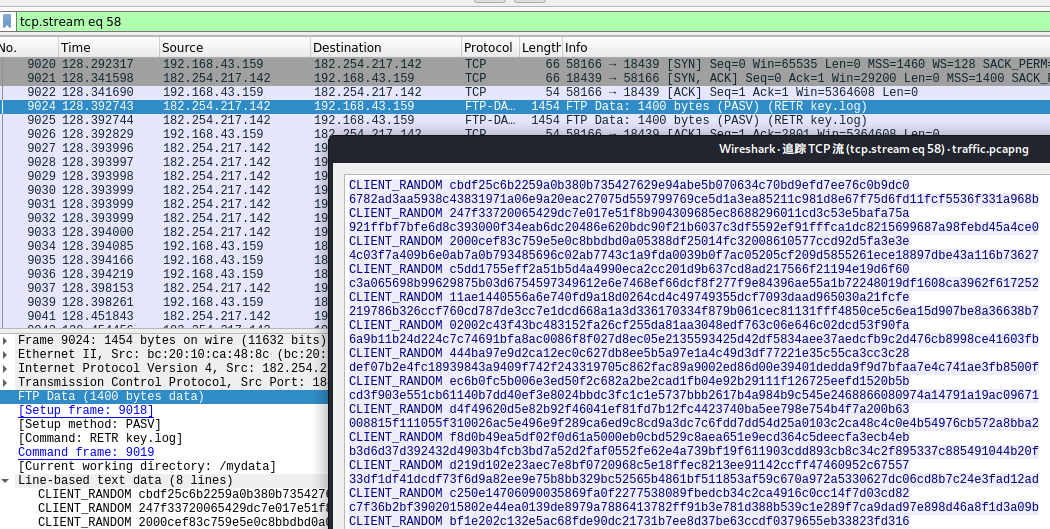 tcp.stream eq 58
No. Time Source Destination Protocol Length Info
9020 128.292317 192.168.43.159 182.254.217.142 TCP 66 58166 → 18439 [SYN] Seq=0 Win=65535 Len=0 MSS=1460 WS=128 SACK_PERM=
9021 128.341598 182.254.217.142 192.168.43.159 TCP 66 18439 → 58166 [SYN, ACK] Seq=0 Ack=1 Win=29200 Len=0 MSS=1400 SACK_P
9022 128.341690 192.168.43.159 182.254.217.142 TCP 54 58166 → 18439 [ACK] Seq=1 Ack=1 Win=5364608 Len=0
9024 128.392743 182.254.217.142 192.168.43.159 FTP-DA… 1454 FTP Data: 1400 bytes (PASV) (RETR key.log)
9025 128.392744 182.254.217.142 192.168.43.159 FTP-DA… 1454 FTP Data: 1400 bytes (PASV) (RETR key.log)
9026 128.392829 192.168.43.159 182.254.217.142 TCP 54 58166 → 18439 [ACK] Seq=1 Ack=2801 Win=5364608 Len=0
9027 128.393996 182.254.217.142
9028 128.393997 182.254.217.142
9029 128.393998 182.254.217.142
9030 128.393999 182.254.217.142
9031 128.393999 182.254.217.142
9032 128.393999 182.254.217.142
9033 128.394000 182.254.217.142
9034 128.394085 192.168.43.159
9035 128.394166 192.168.43.159
9036 128.394219 192.168.43.159
9037 128.398153 182.254.217.142
9039 128.398261 192.168.43.159
9041 128.451843 182.254.217.142
Wireshark · 追踪 TCP 流 (tcp.stream eq 58) · traffic.pcapng
CLIENT_RANDOM cbdf25c6b2259a0b380b735427629e94abe5b070634c70bd9efd7ee76c0b9dc0
6782ad3aa5938c43831971a06e9a20eac27075d559799769ce5d1a3ea85211c981d8e67f75d6fd11fcf5536f331a968b
CLIENT_RANDOM 247f33720065429dc7e017e51f8b904309685ec8688296011cd3c53e5bafa75a
921ffbf7bfe6d8c393000f34eab6dc20486e620bdc90f21b6037c3df5592ef91fffca1dc8215699687a98febd45a4ce0
CLIENT_RANDOM 2000cef83c759e5e0c8bbdbd0a05388df25014fc32008610577ccd92d5fa3e3e
4c03f7a409b6e0ab7a0b793485696c02ab7743c1a9fda0039b0f7ac05205cf209d5855261ece18897dbe43a116b73627
CLIENT_RANDOM c5dd1755eff2a51b5d4a4990eca2cc201d9b637cd8ad217566f21194e19d6f60
c3a065698b99629875b03d6754597349612e6e7468ef66dcf8f277f9e84396ae55a1b72248019df1608ca3962f617252
CLIENT_RANDOM 11ae1440556a6e740fd9a18d0264cd4c49749355dcf7093daad965030a21fcfe
219786b326ccf760cd787de3cc7e1dcd668a1a3d336170334f879b061cec81131fff4850ce5c6ea15d907be8a36638b7
CLIENT_RANDOM 02002c43f43bc483152fa26cf255da81aa3048edf763c06e646c02dcd53f90fa
6a9b11b24d224c7c74691bfa8ac0086f8f027d8ec05e2135593425d42df5834aee37aedcfb9c2d476cb8998ce41603fb
CLIENT_RANDOM 444ba97e9d2ca12ec0c627db8ee5b5a97e1a4c49d3df77221e35c55ca3cc3c28
def07b2e4fc18939843a9409f742f243319705c862fac89a9002ed86d00e39401dedda9f9d7bfaa7e4c741ae3fb8500f
CLIENT_RANDOM ec6b0fc5b006e3ed50f2c682a2be2cad1fb04e92b29111f126725eefd1520b5b
cd3f903e551cb61140b7dd40ef3e8024bbdc3fc1c1e5737bbb2617b4a984b9c545e2468866080974a14791a19ac09671
CLIENT_RANDOM d4f49620d5e82b92f46041ef81fd7b12fc4423740ba5ee798e754b4f7a200b63
008815f111055f310026ac5e496e9f289ca6ed9c8cd9a3dc7c6fdd7dd54d25a0103c2ca48c4c0e4b54976cb572a8bba2
CLIENT_RANDOM f8d0b49ea5df02f0d61a5000eb0cbd529c8aea651e9ecd364c5deecfa3ecb4eb
b3d6d37d392432d4903b4fcb3bd7a52d2faf0552fe62e4a739bf19f611903cdd893cb8c34c2f895337c885491044b20f
CLIENT_RANDOM d219d102e23aec7e8bf0720968c5e18ffec8213ee91142ccff47460952c67557
33df1df41dcdf73f6d9a82ee9e75b8bb329bc52565b4861bf511853af59c670a972a5330627dc06cd8b7c24e3fad12ad
CLIENT_RANDOM c250e14706090035869fa0f2277538089fbedcb34c2ca4916c0cc14f7d03cd82
c7f36b2bf3902015802e44ea0139de8979a7886413782ff91b3e781d388b539c1e289f7ca9dad97e898d46a8f1d3a09b
CLIENT_RANDOM bf1e202c132e5ac68fde90dc21731b7ee8d37be63ccdf0379655eb33823fd316
Frame 9024: 1454 bytes on wire (11632 bits)
Ethernet II, Src: bc:20:10:ca:48:8c (bc:20:
Internet Protocol Version 4, Src: 182.254.2
Transmission Control Protocol, Src Port: 18
FTP Data (1400 bytes data)
[Setup frame: 9018]
[Setup method: PASV]
[Command: RETR key.log]
Command frame: 9019
[Current working directory: /mydata]
Line-based text data (8 lines)
CLIENT_RANDOM cbdf25c6b2259a0b380b7354276
CLIENT_RANDOM 247f33720065429dc7e017e51f8
CLIENT_RANDOM 2000cef83c759e5e0c8bbdbd0a0